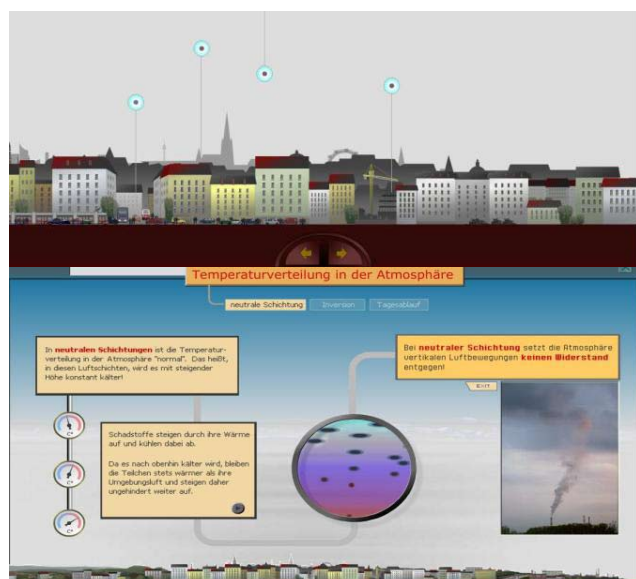 Temperaturverteilung in der Atmosphäre
neutrale Schichtung
Inversion
Tagesablauf
In neutralen Schichtungen ist die Temperatur-
verteilung in der Atmosphäre "normal". Das heißt,
in diesen Luftschichten, wird es mit steigender
Höhe konstant kälter!
Bei neutraler Schichtung setzt die Atmosphäre
vertikalen Luftbewegungen keinen Widerstand
entgegen!
EXIT
Schadstoffe steigen durch ihre Wärme
auf und kühlen dabei ab.
Da es nach obenhin kälter wird, bleiben
die Teilchen stets wärmer als ihre
Umgebungsluft und steigen daher
ungehindert weiter auf.
C°
C°
C°